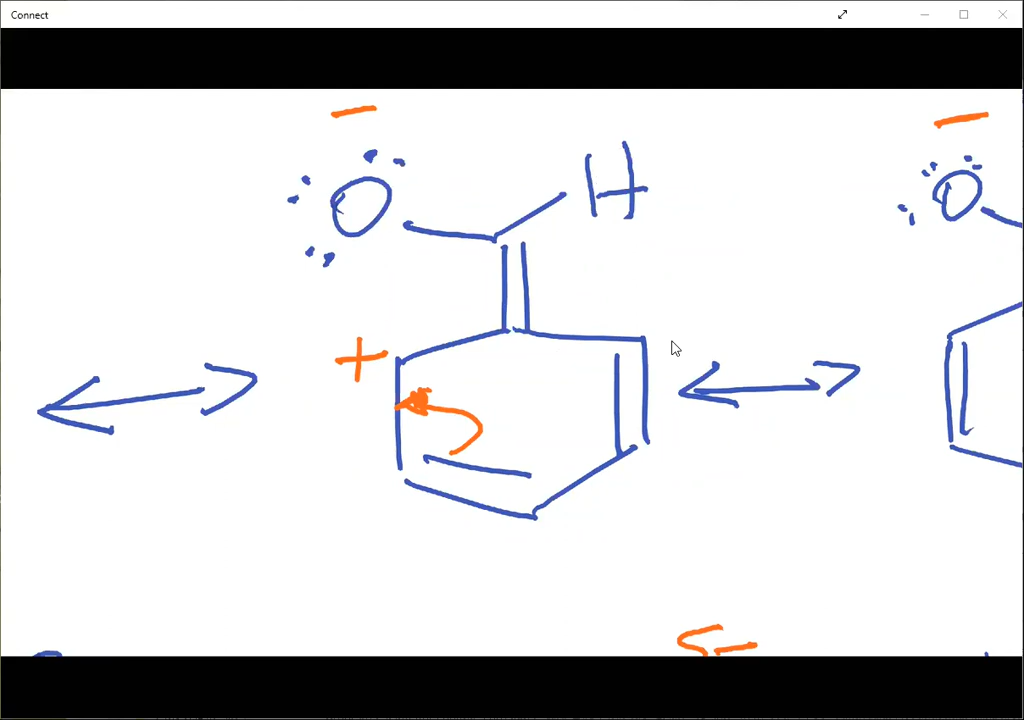 Connect
− −
O H O
+
δ−